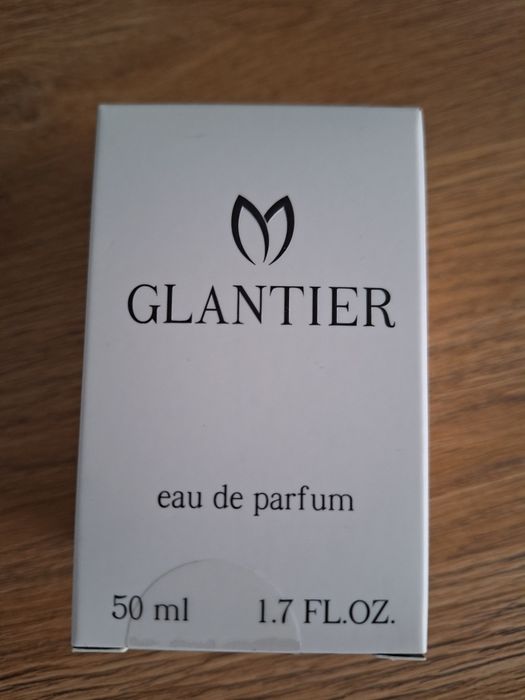 GLANTIER
eau de parfum
50 ml 1.7 FL.OZ.